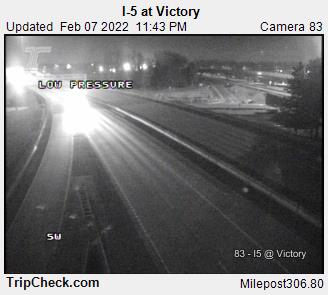 I-5 at Victory
Updated Feb 07 2022 11:43 PM Camera 83
LOW PRESSURE
SW
83 - I5 @ Victory
TripCheck.com Milepost306.80